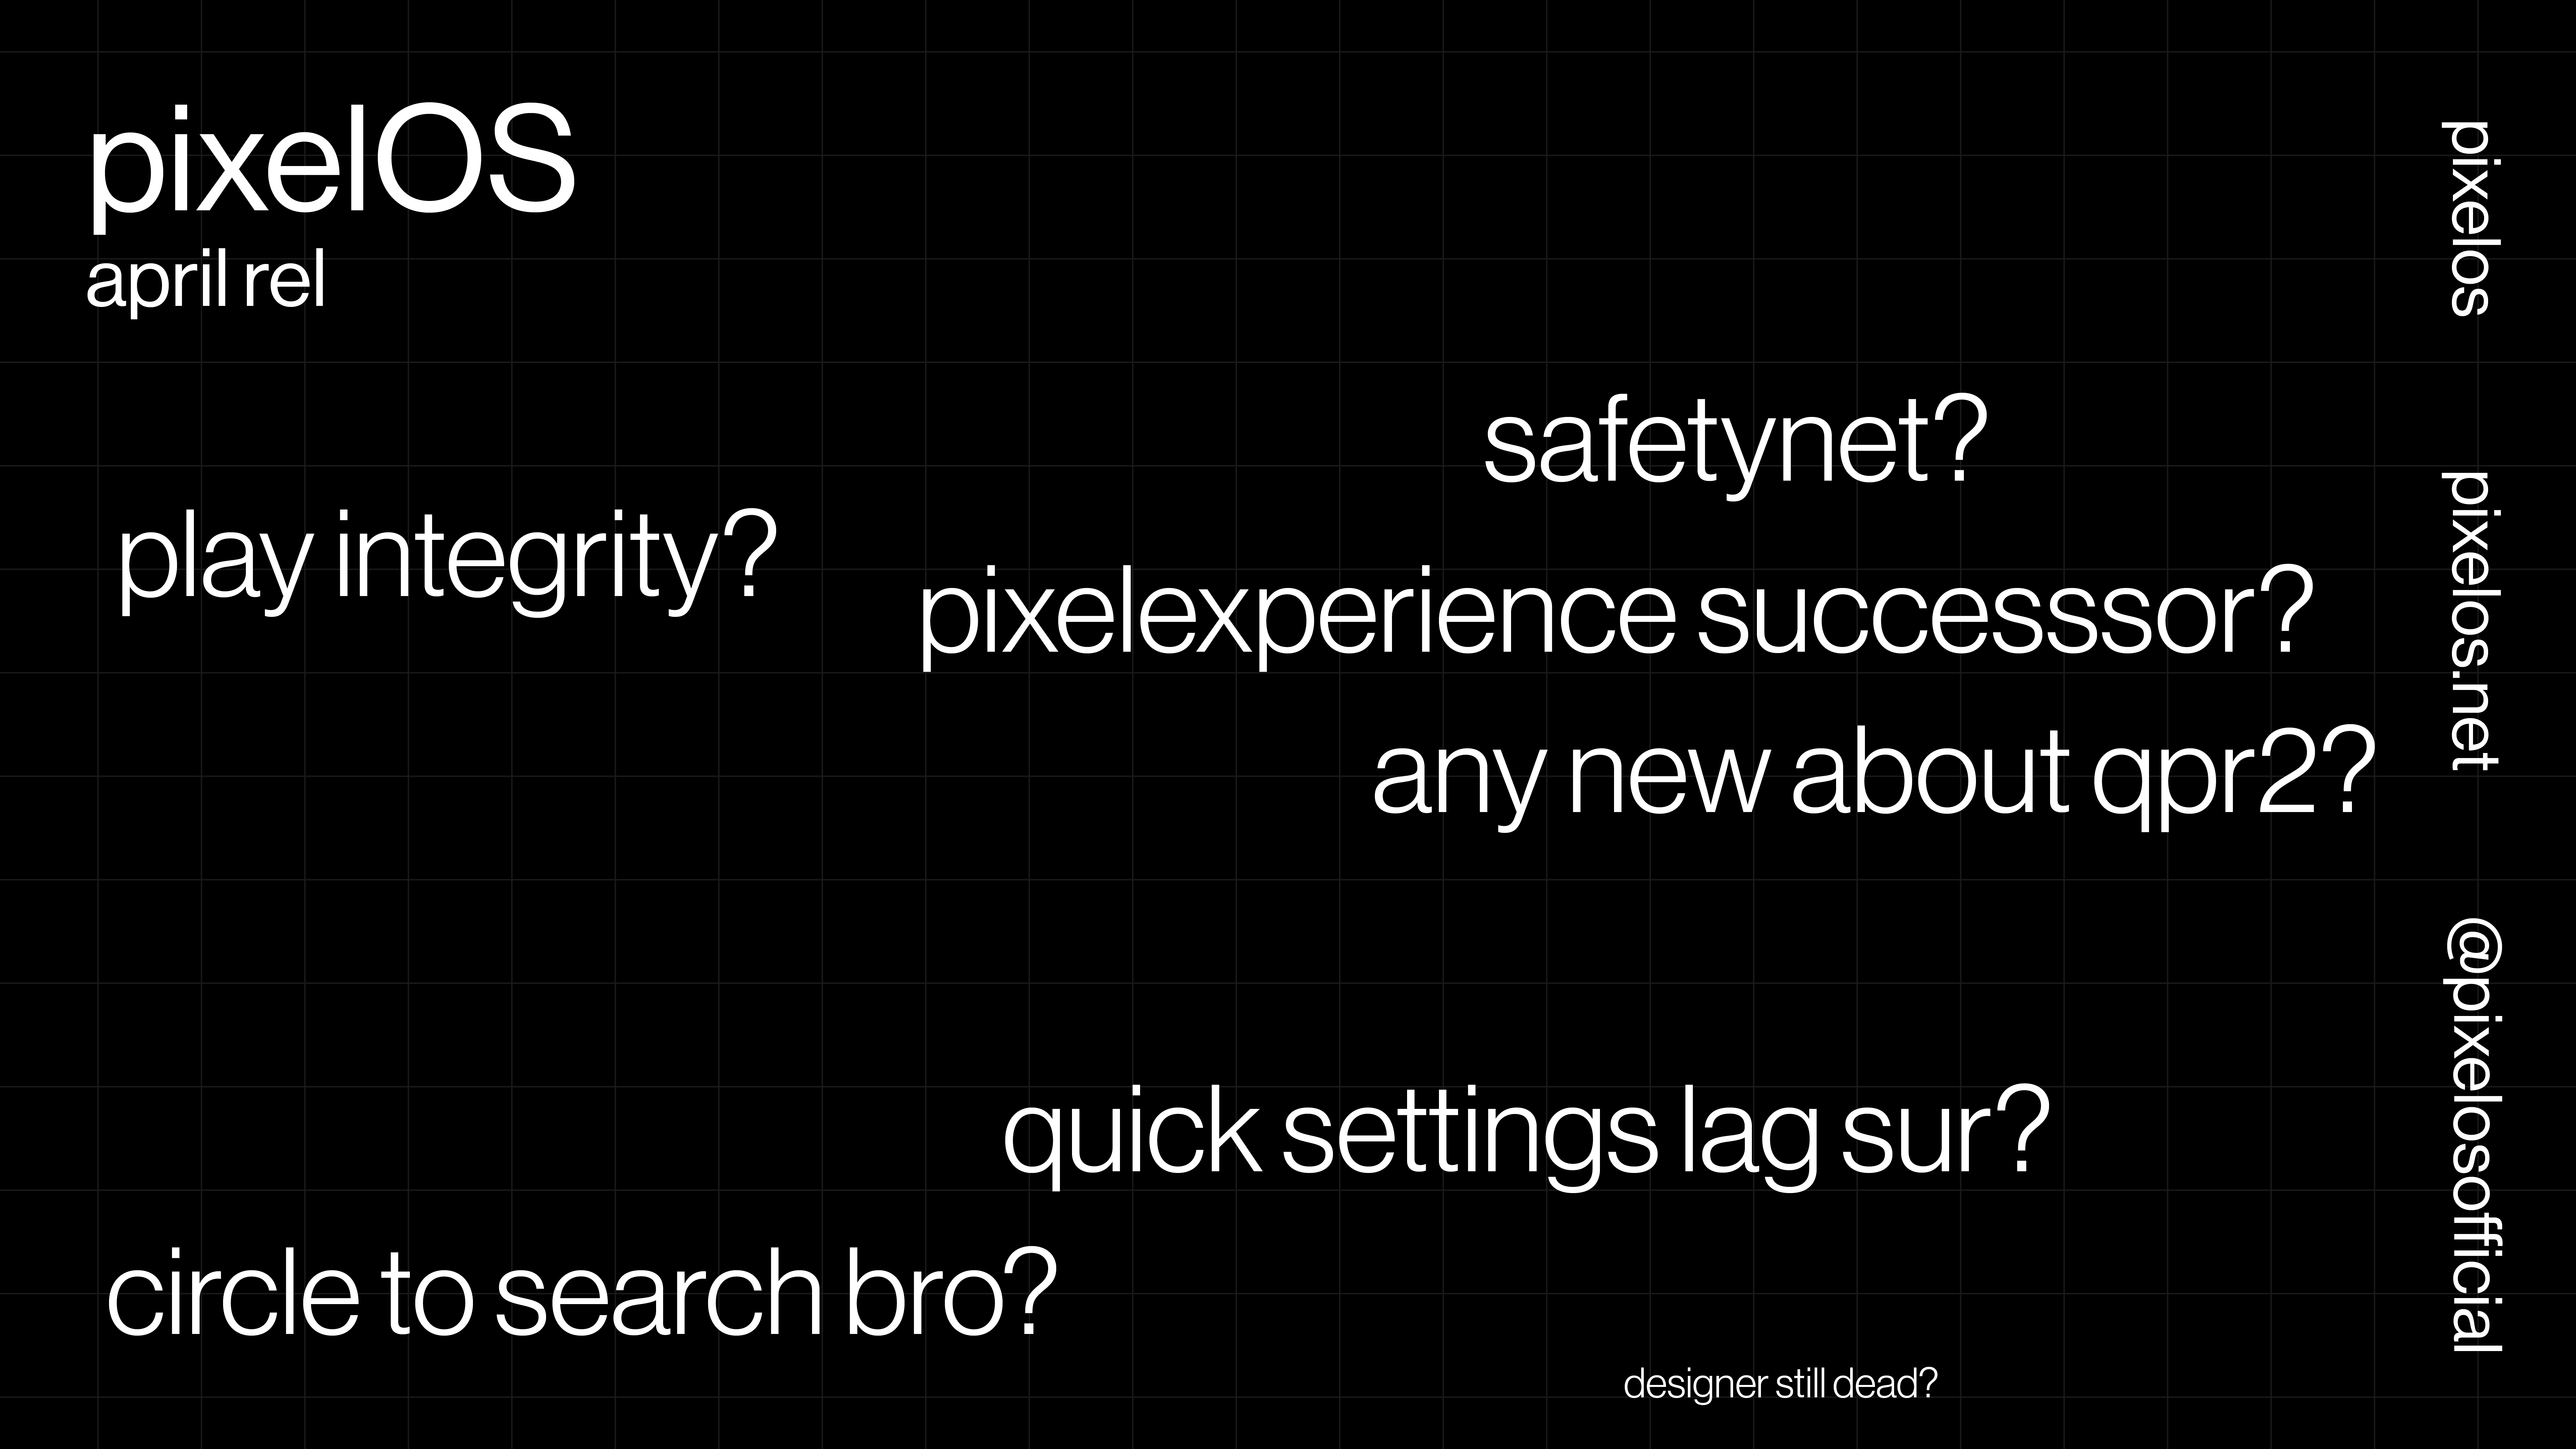 pixelOS
april rel
safetynet?
play integrity?
pixelexperience successsor?
any new about qpr2?
quick settings lag sur?
circle to search bro?
designer still dead?
pixelos
pixelos.net
@pixelosofficial